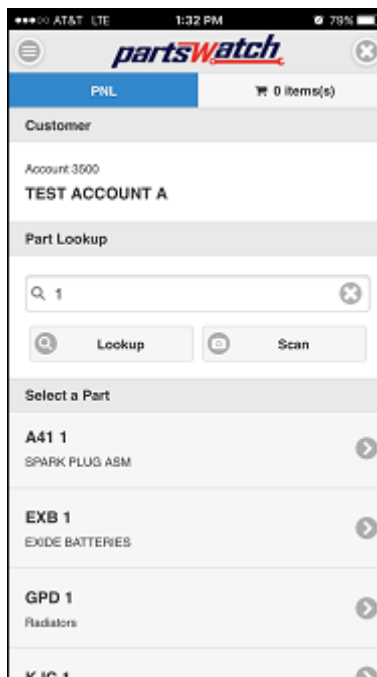 AT&T LTE 1:32 PM 79%
partswatch
PNL 0 items(s)
Customer
Account 3500
TEST ACCOUNT A
Part Lookup
1
Lookup Scan
Select a Part
A41 1
SPARK PLUG ASM
EXB 1
EXIDE BATTERIES
GPD 1
Radiators